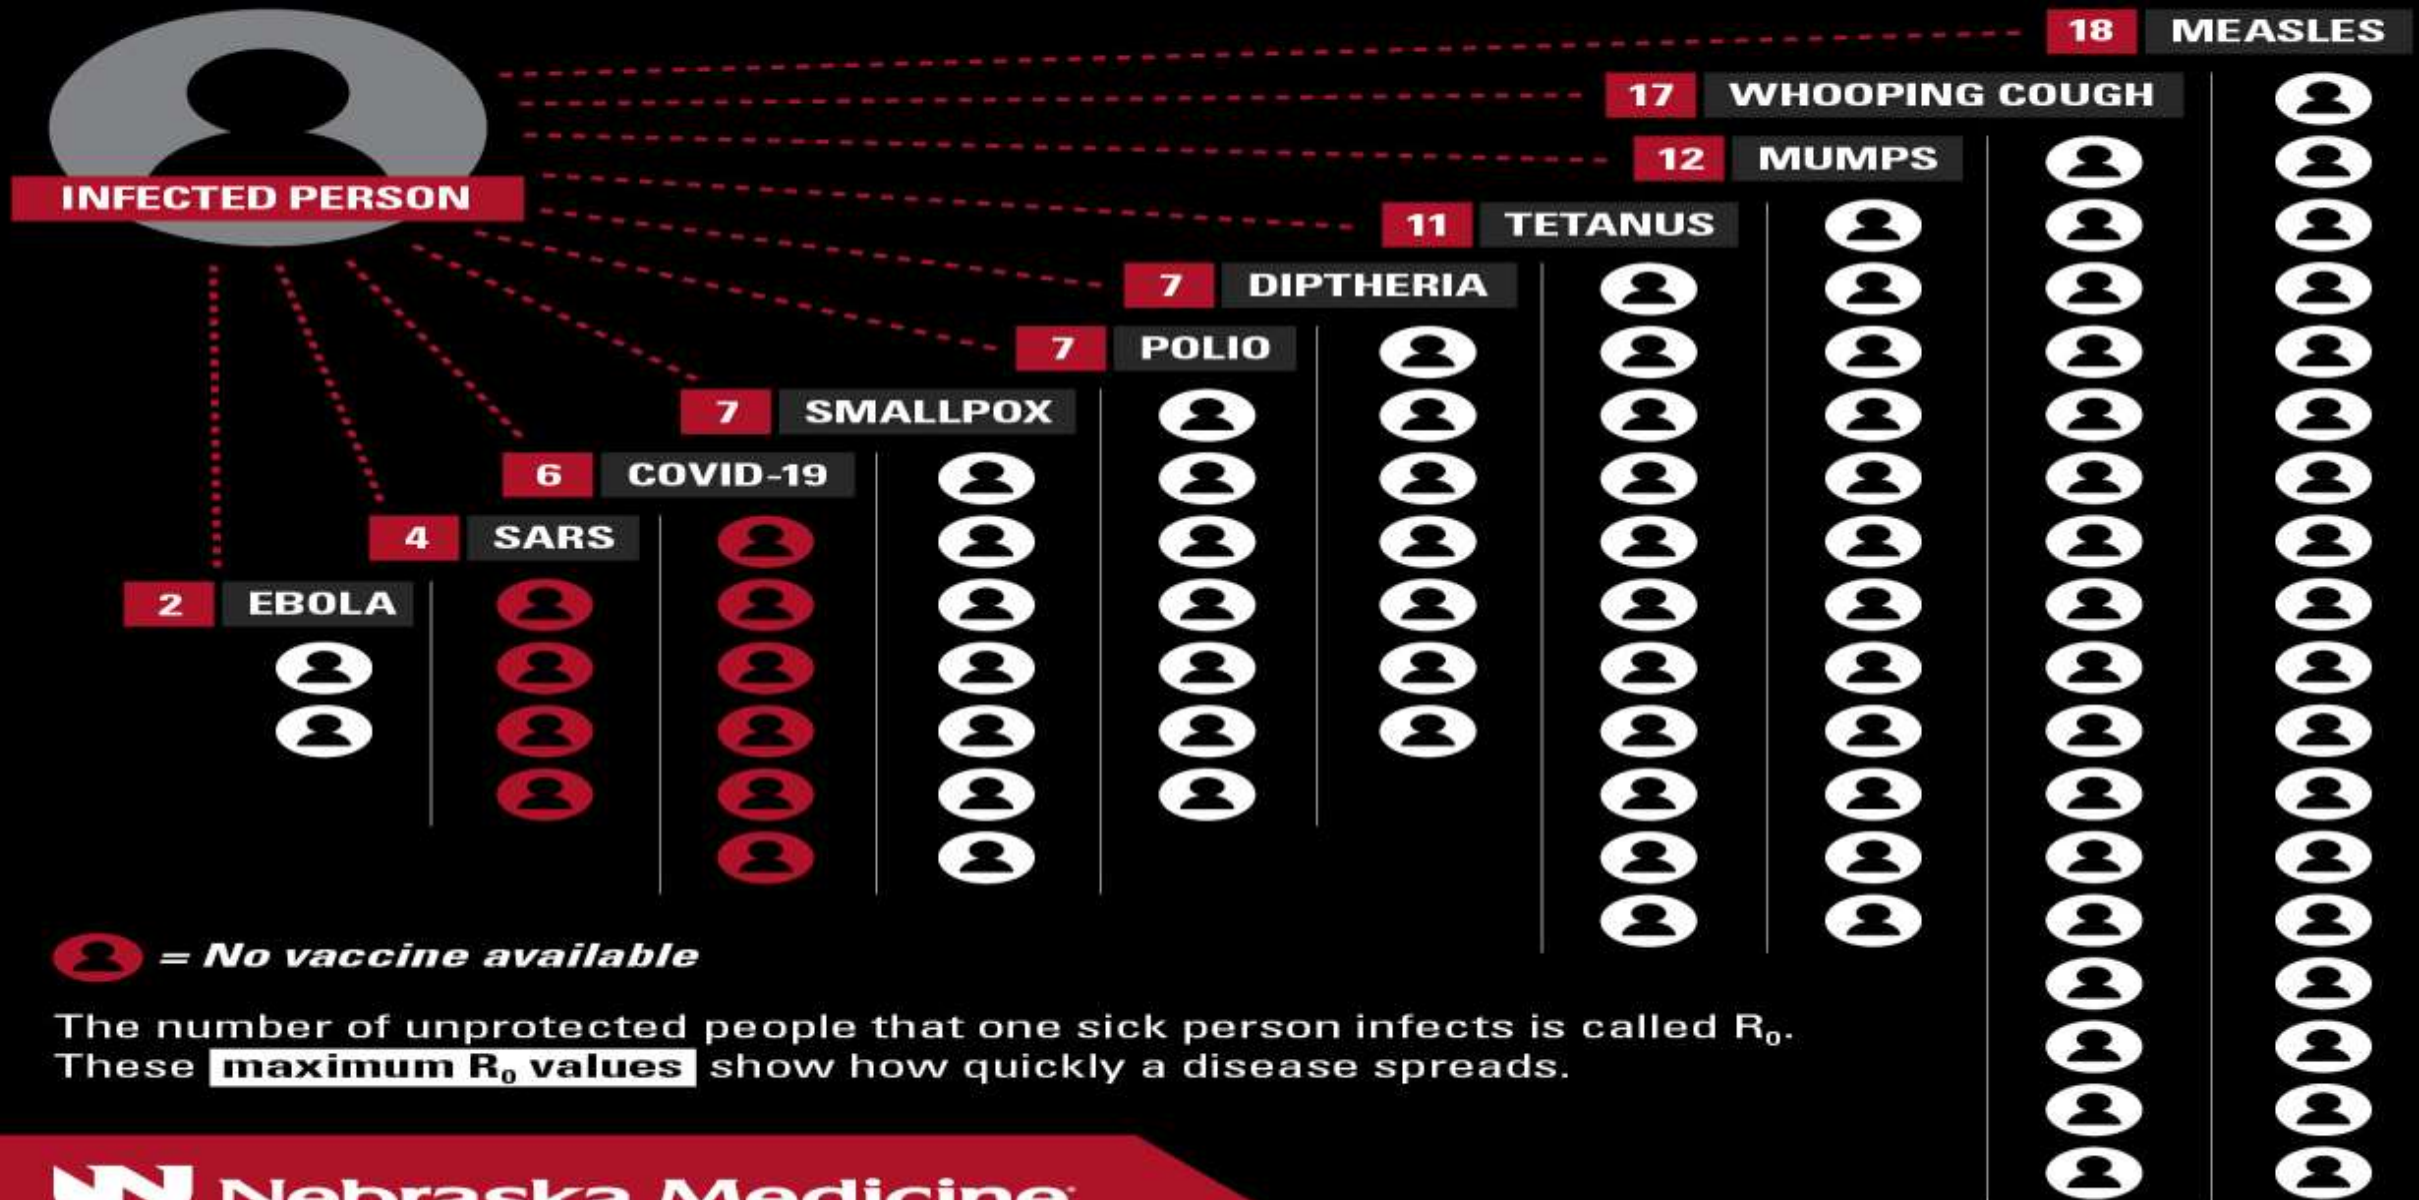 18 MEASLES
17 WHOOPING COUGH
12 MUMPS
INFECTED PERSON
11 TETANUS
7 DIPTHERIA
7 POLIO
7 SMALLPOX
6 COVID-19
4 SARS
2 EBOLA
= No vaccine available
The number of unprotected people that one sick person infects is called R₀.
These maximum R₀ values show how quickly a disease spreads.
Nebraska Medicine